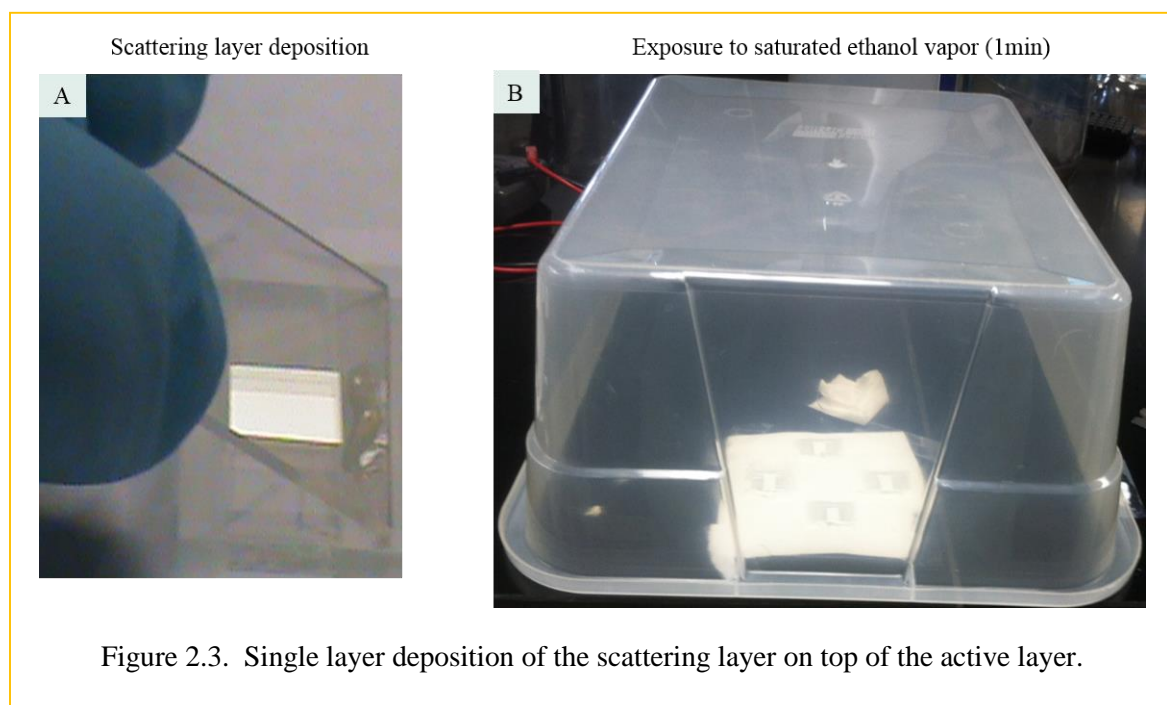 Scattering layer deposition
Exposure to saturated ethanol vapor (1min)
A
B
Figure 2.3.  Single layer deposition of the scattering layer on top of the active layer.